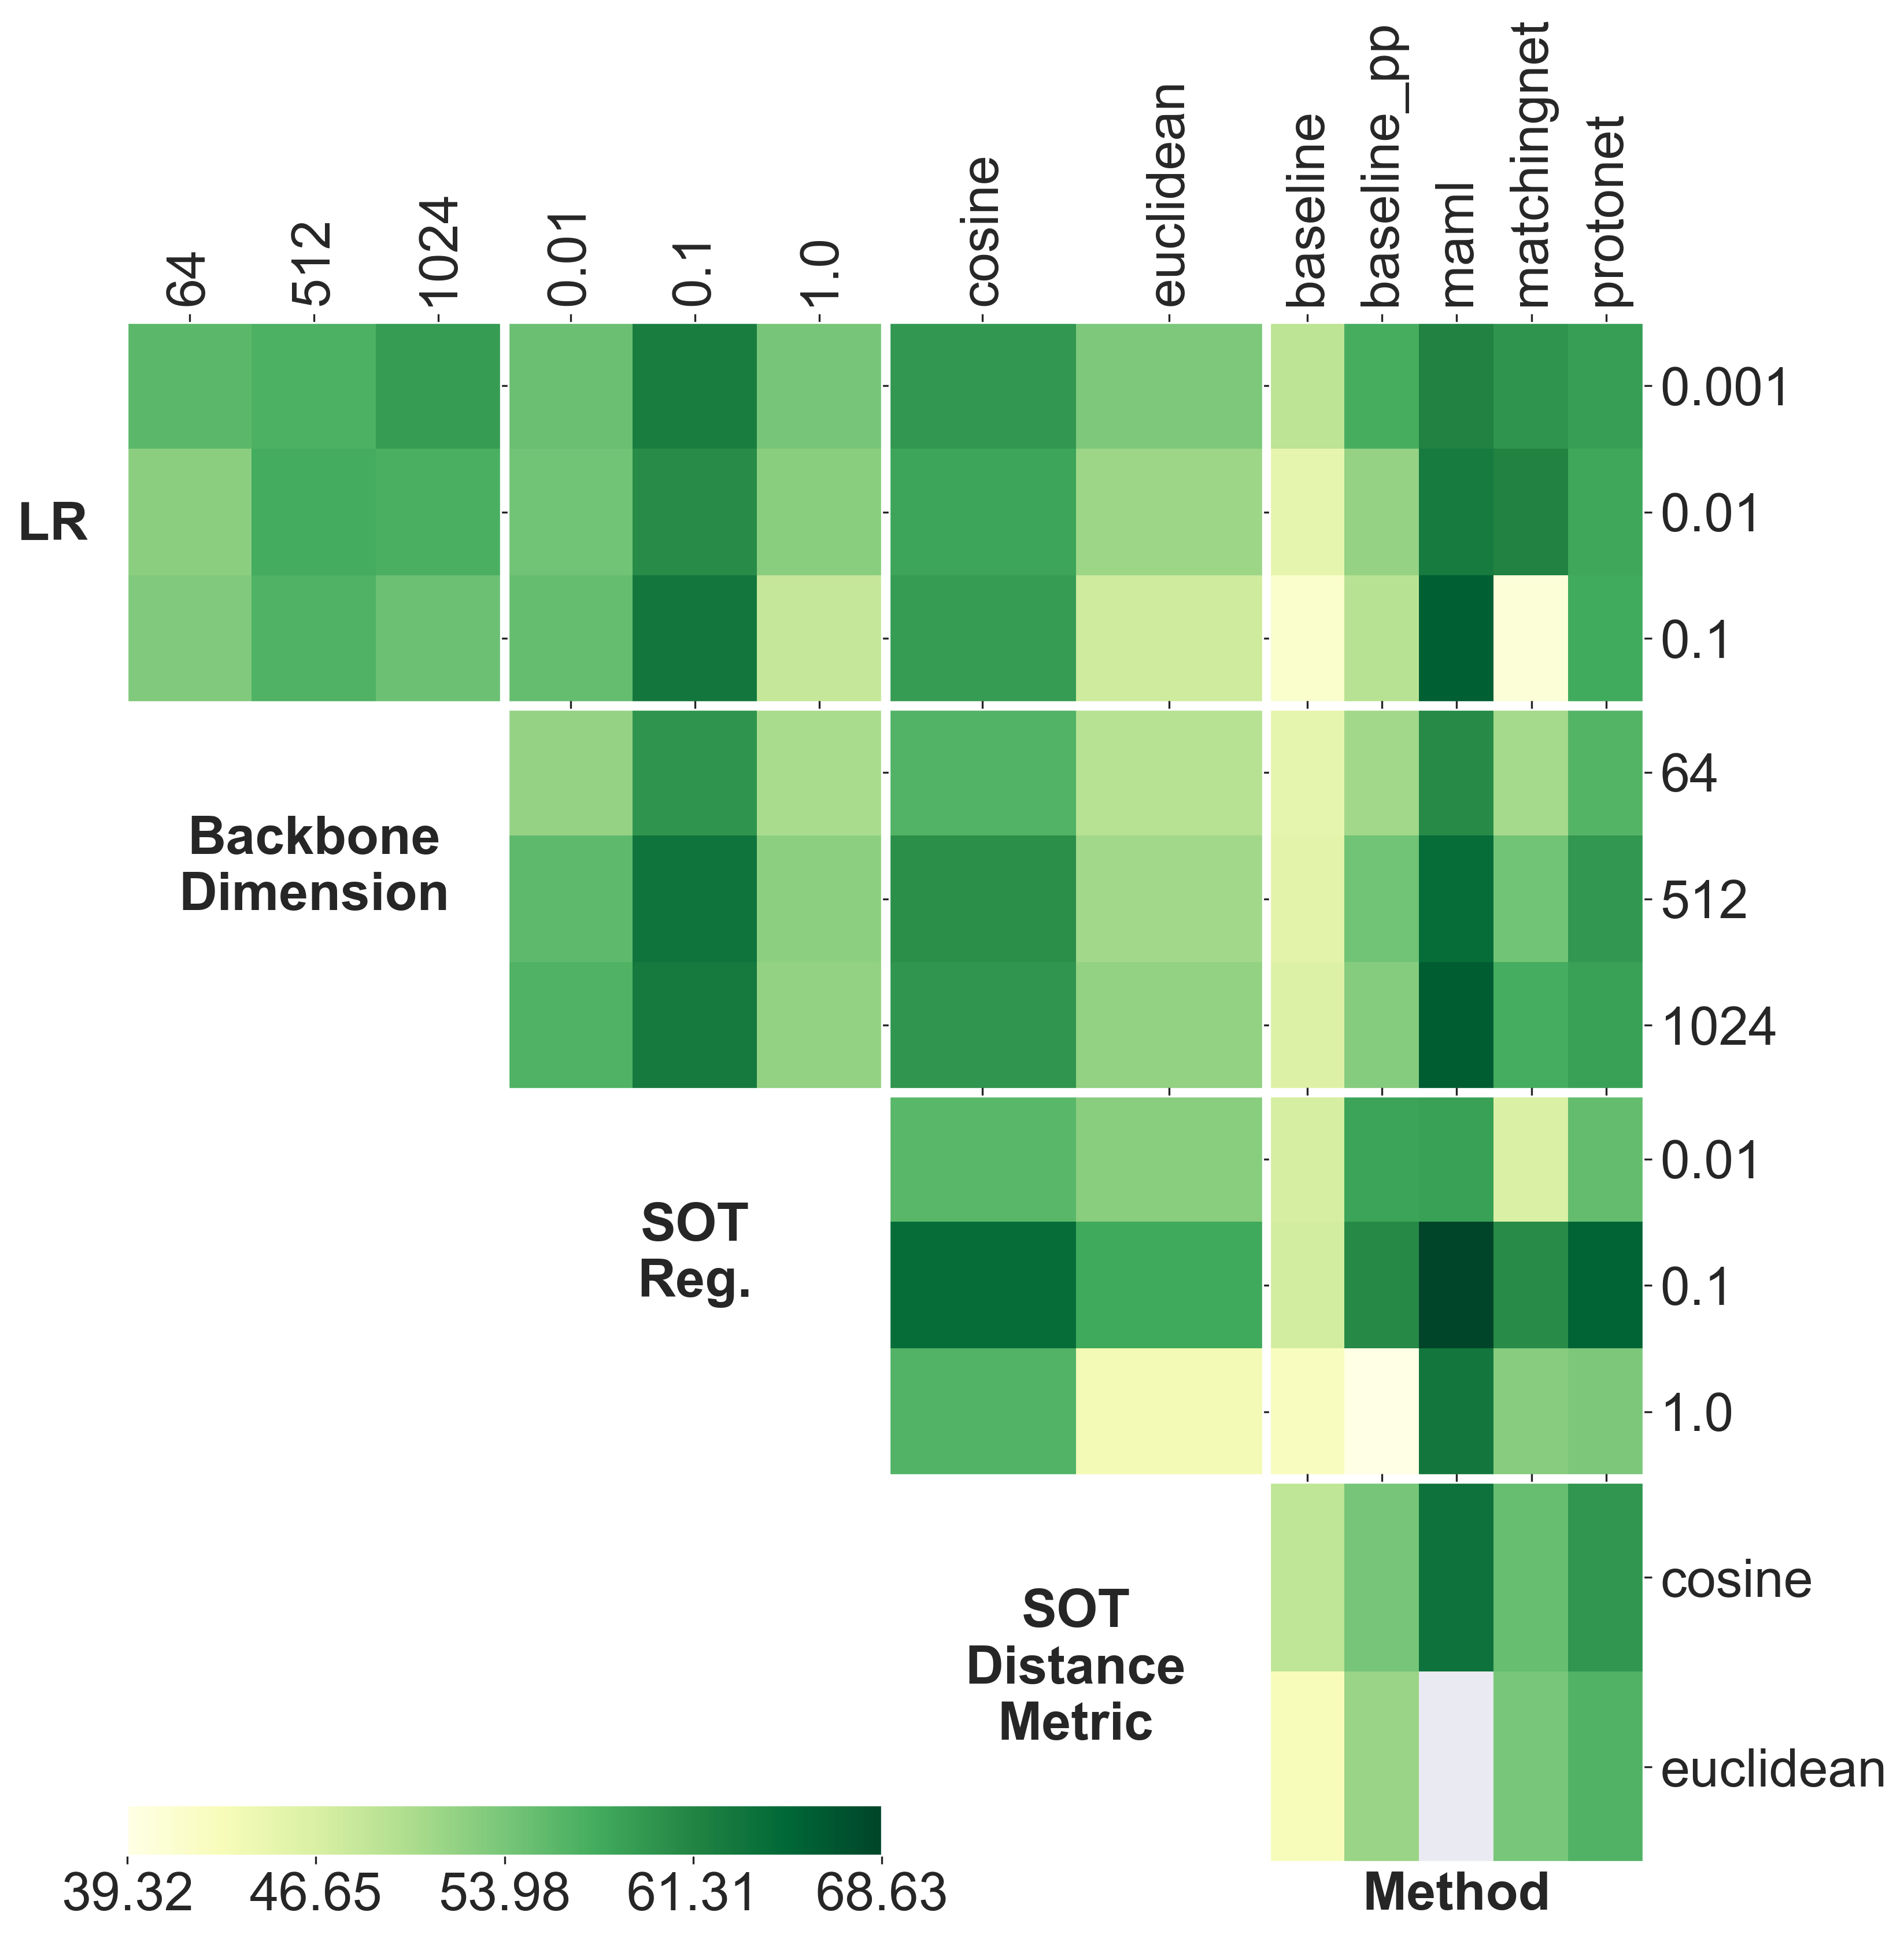 64
512
1024
0.01
0.1
1.0
cosine
euclidean
baseline
baseline_pp
maml
matchingnet
protonet
LR
0.001
0.01
0.1
Backbone
Dimension
64
512
1024
SOT
Reg.
0.01
0.1
1.0
SOT
Distance
Metric
cosine
euclidean
39.32
46.65
53.98
61.31
68.63
Method